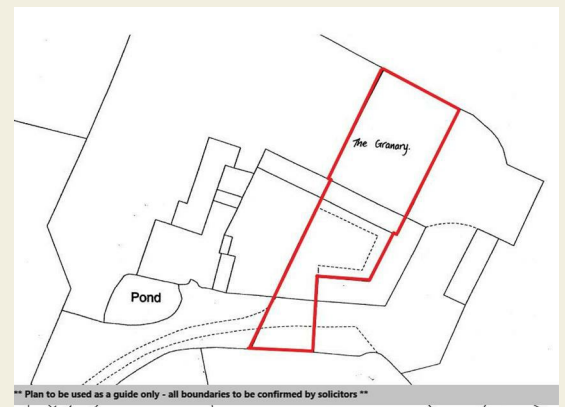 The Granary.
Pond
** Plan to be used as a guide only - all boundaries to be confirmed by solicitors **